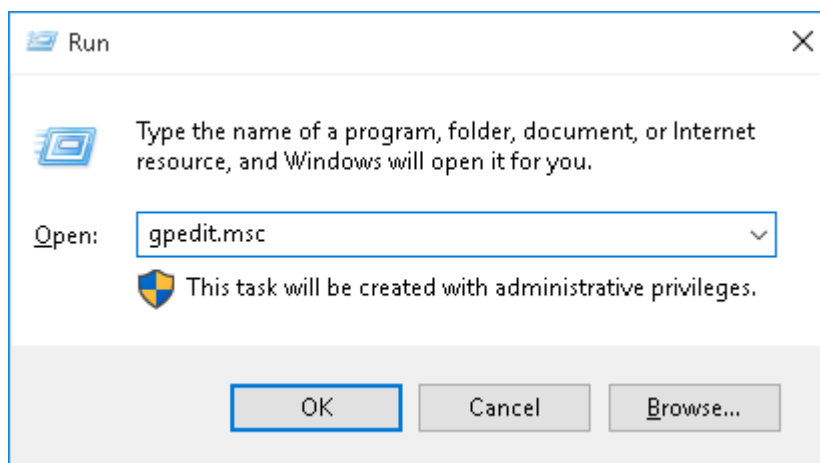 Run
Type the name of a program, folder, document, or Internet
resource, and Windows will open it for you.
Open: gpedit.msc
This task will be created with administrative privileges.
OK Cancel Browse...